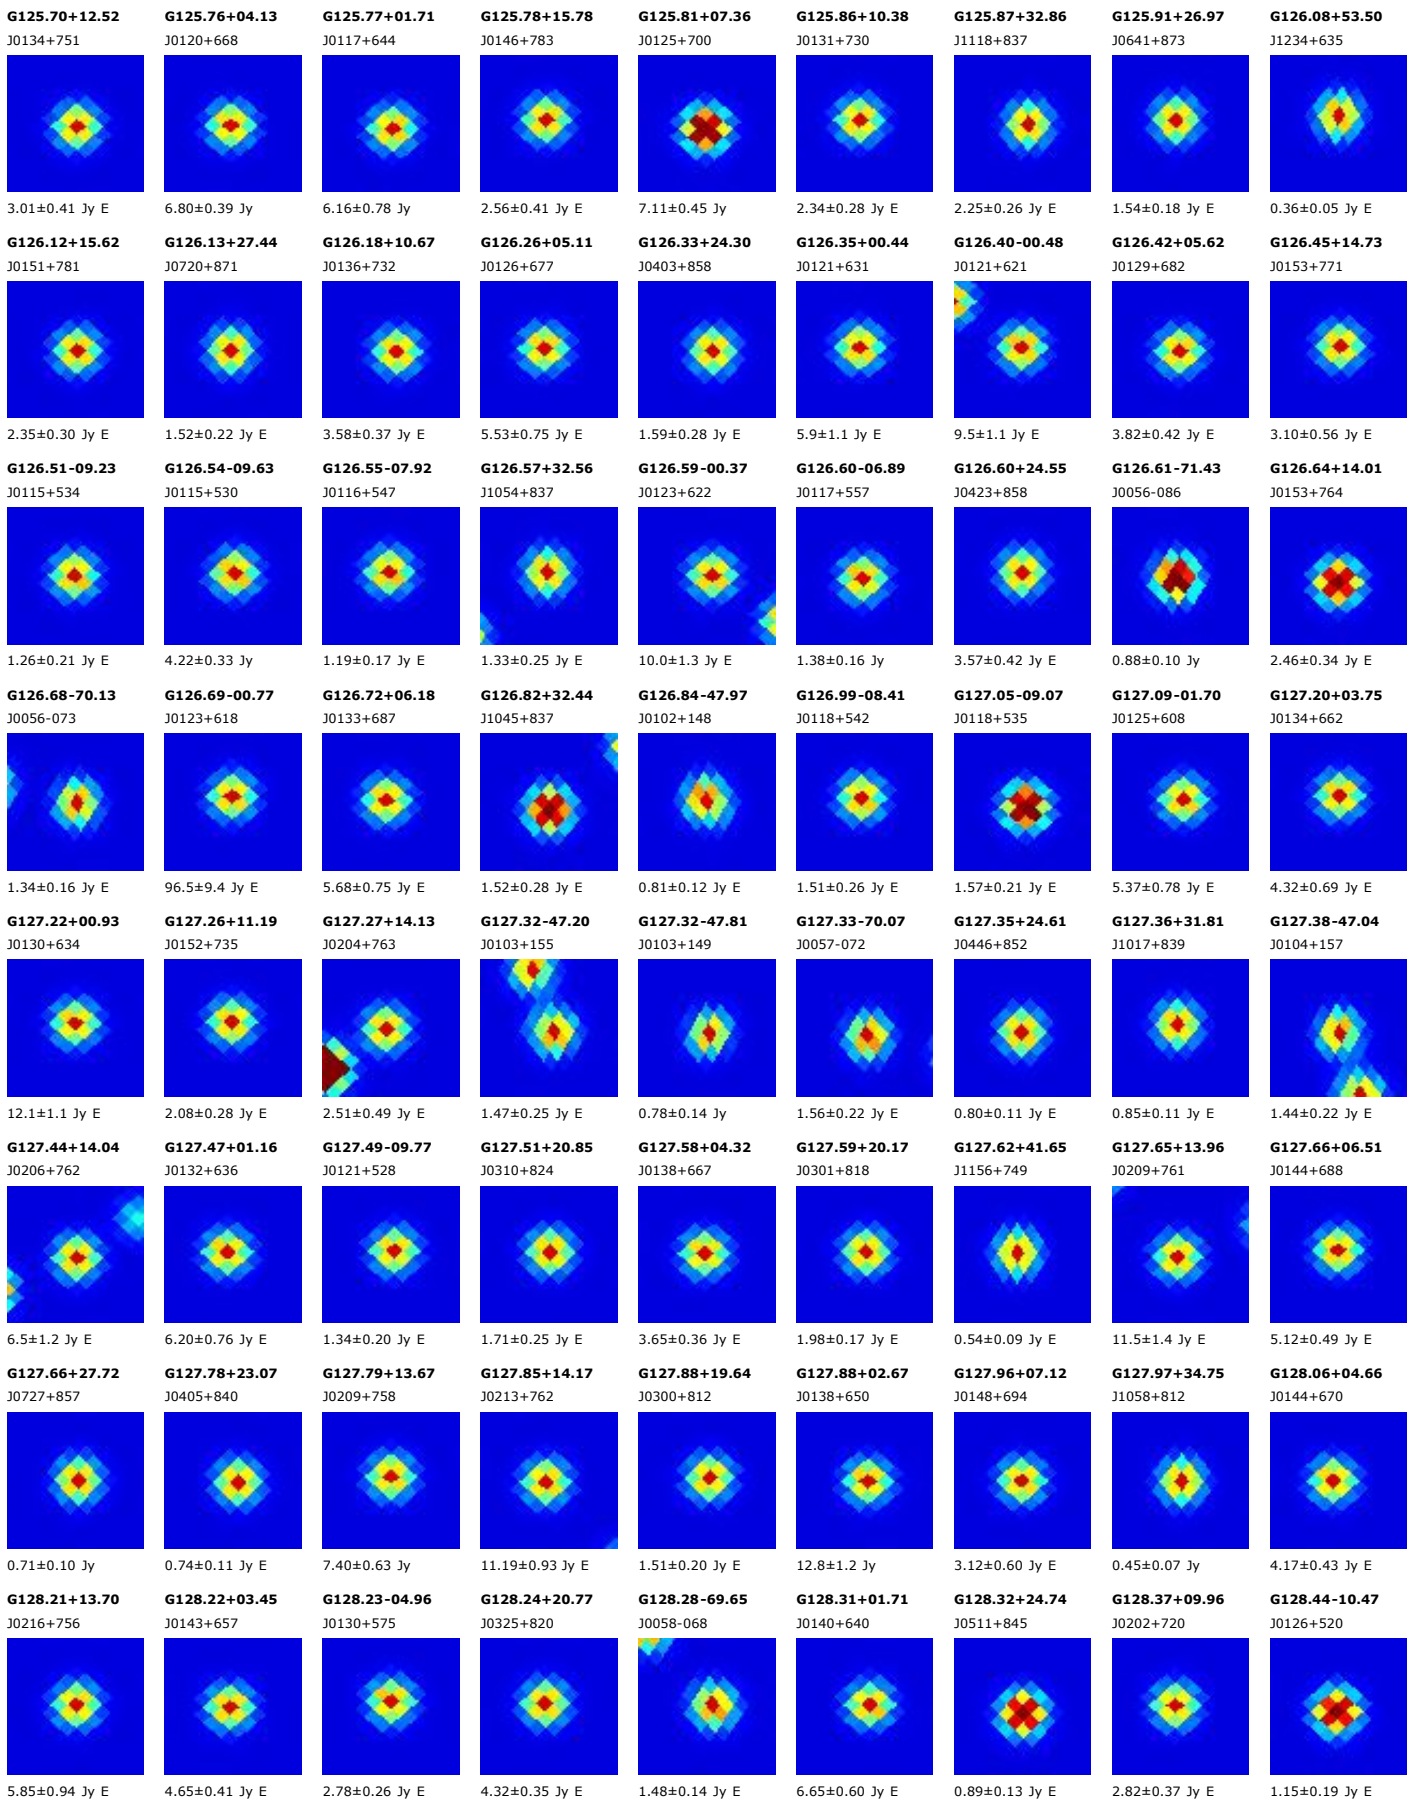 G125.70+12.52 G125.76+04.13 G125.77+01.71 G125.78+15.78 G125.81+07.36 G125.86+10.38 G125.87+32.86 G125.91+26.97 G126.08+53.50
J0134+751 J0120+668 J0117+644 J0146+783 J0125+700 J0131+730 J1118+837 J0641+873 J1234+635
3.01±0.41 Jy E 6.80±0.39 Jy 6.16±0.78 Jy 2.56±0.41 Jy E 7.11±0.45 Jy 2.34±0.28 Jy E 2.25±0.26 Jy E 1.54±0.18 Jy E 0.36±0.05 Jy E
G126.12+15.62 G126.13+27.44 G126.18+10.67 G126.26+05.11 G126.33+24.30 G126.35+00.44 G126.40-00.48 G126.42+05.62 G126.45+14.73
J0151+781 J0720+871 J0136+732 J0126+677 J0403+858 J0121+631 J0121+621 J0129+682 J0153+771
2.35±0.30 Jy E 1.52±0.22 Jy E 3.58±0.37 Jy E 5.53±0.75 Jy E 1.59±0.28 Jy E 5.9±1.1 Jy E 9.5±1.1 Jy E 3.82±0.42 Jy E 3.10±0.56 Jy E
G126.51-09.23 G126.54-09.63 G126.55-07.92 G126.57+32.56 G126.59-00.37 G126.60-06.89 G126.60+24.55 G126.61-71.43 G126.64+14.01
J0115+534 J0115+530 J0116+547 J1054+837 J0123+622 J0117+557 J0423+858 J0056-086 J0153+764
1.26±0.21 Jy E 4.22±0.33 Jy 1.19±0.17 Jy E 1.33±0.25 Jy E 10.0±1.3 Jy E 1.38±0.16 Jy 3.57±0.42 Jy E 0.88±0.10 Jy 2.46±0.34 Jy E
G126.68-70.13 G126.69-00.77 G126.72+06.18 G126.82+32.44 G126.84-47.97 G126.99-08.41 G127.05-09.07 G127.09-01.70 G127.20+03.75
J0056-073 J0123+618 J0133+687 J1045+837 J0102+148 J0118+542 J0118+535 J0125+608 J0134+662
1.34±0.16 Jy E 96.5±9.4 Jy E 5.68±0.75 Jy E 1.52±0.28 Jy E 0.81±0.12 Jy E 1.51±0.26 Jy E 1.57±0.21 Jy E 5.37±0.78 Jy E 4.32±0.69 Jy E
G127.22+00.93 G127.26+11.19 G127.27+14.13 G127.32-47.20 G127.32-47.81 G127.33-70.07 G127.35+24.61 G127.36+31.81 G127.38-47.04
J0130+634 J0152+735 J0204+763 J0103+155 J0103+149 J0057-072 J0446+852 J1017+839 J0104+157
12.1±1.1 Jy E 2.08±0.28 Jy E 2.51±0.49 Jy E 1.47±0.25 Jy E 0.78±0.14 Jy 1.56±0.22 Jy E 0.80±0.11 Jy E 0.85±0.11 Jy E 1.44±0.22 Jy E
G127.44+14.04 G127.47+01.16 G127.49-09.77 G127.51+20.85 G127.58+04.32 G127.59+20.17 G127.62+41.65 G127.65+13.96 G127.66+06.51
J0206+762 J0132+636 J0121+528 J0310+824 J0138+667 J0301+818 J1156+749 J0209+761 J0144+688
6.5±1.2 Jy E 6.20±0.76 Jy E 1.34±0.20 Jy E 1.71±0.25 Jy E 3.65±0.36 Jy E 1.98±0.17 Jy E 0.54±0.09 Jy E 11.5±1.4 Jy E 5.12±0.49 Jy E
G127.66+27.72 G127.78+23.07 G127.79+13.67 G127.85+14.17 G127.88+19.64 G127.88+02.67 G127.96+07.12 G127.97+34.75 G128.06+04.66
J0727+857 J0405+840 J0209+758 J0213+762 J0300+812 J0138+650 J0148+694 J1058+812 J0144+670
0.71±0.10 Jy 0.74±0.11 Jy E 7.40±0.63 Jy 11.19±0.93 Jy E 1.51±0.20 Jy E 12.8±1.2 Jy 3.12±0.60 Jy E 0.45±0.07 Jy 4.17±0.43 Jy E
G128.21+13.70 G128.22+03.45 G128.23-04.96 G128.24+20.77 G128.28-69.65 G128.31+01.71 G128.32+24.74 G128.37+09.96 G128.44-10.47
J0216+756 J0143+657 J0130+575 J0325+820 J0058-068 J0140+640 J0511+845 J0202+720 J0126+520
5.85±0.94 Jy E 4.65±0.41 Jy E 2.78±0.26 Jy E 4.32±0.35 Jy E 1.48±0.14 Jy E 6.65±0.60 Jy E 0.89±0.13 Jy E 2.82±0.37 Jy E 1.15±0.19 Jy E